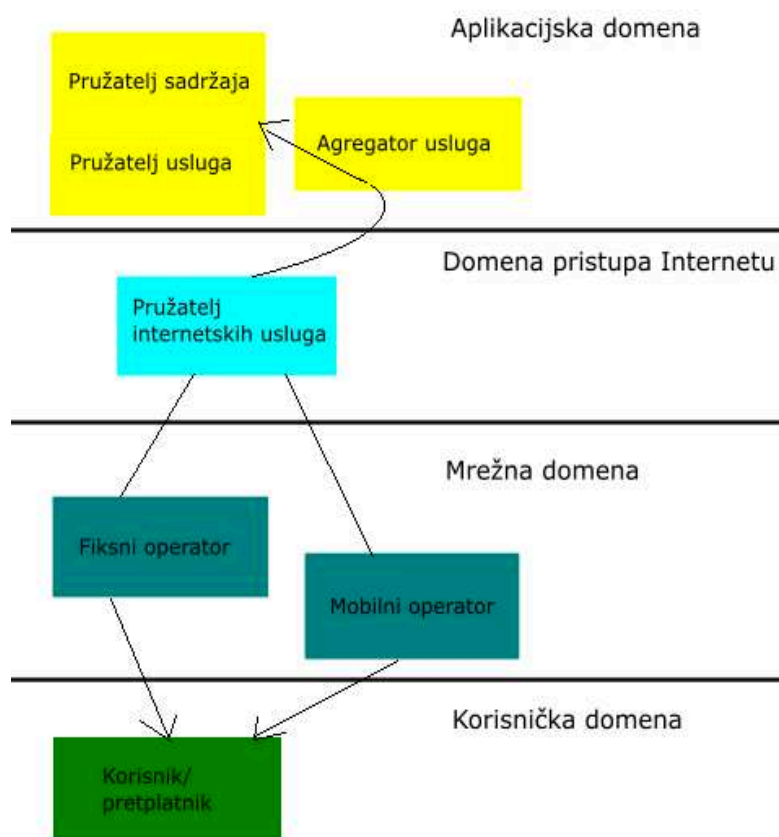 Aplikacijska domena
Pružatelj sadržaja
Pružatelj usluga
Agregator usluga
Domena pristupa Internetu
Pružatelj
internetskih usluga
Mrežna domena
Fiksni operator
Mobilni operator
Korisnička domena
Korisnik/
pretplatnik